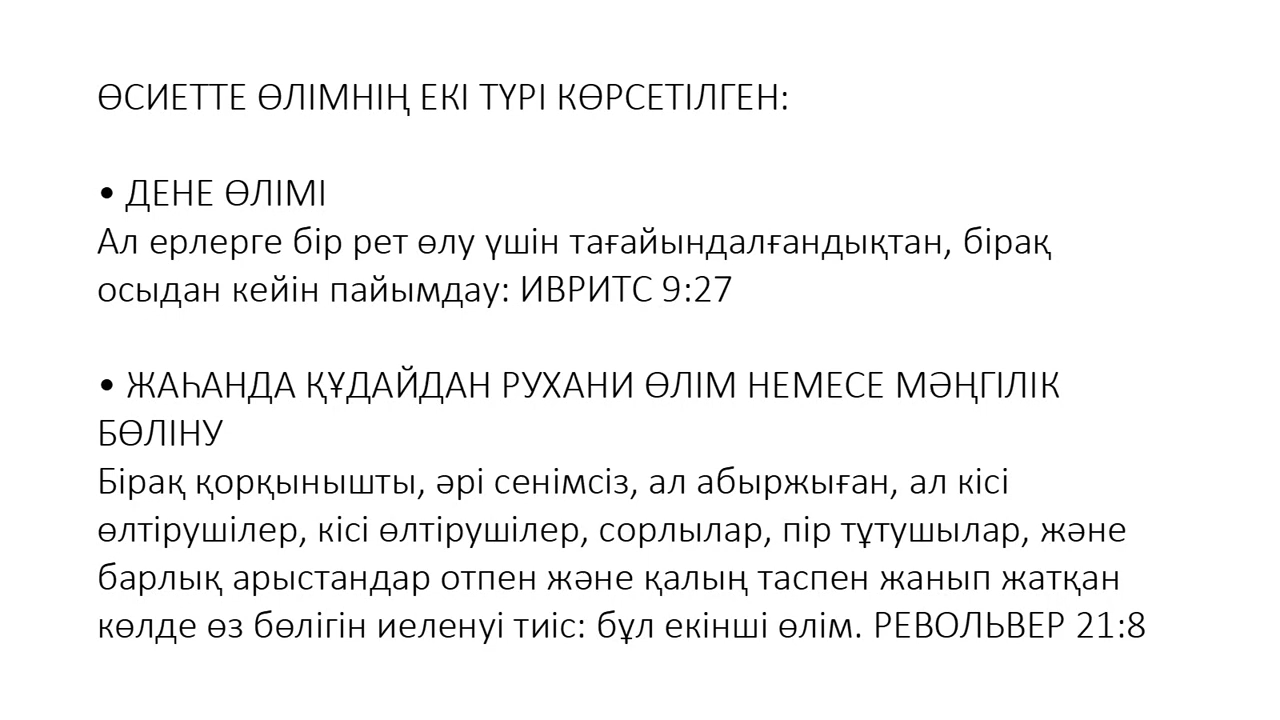 ӨСИЕТТЕ ӨЛІМНІҢ ЕКІ ТҮРІ КӨРСЕТІЛГЕН:
• ДЕНЕ ӨЛІМІ
Ал ерлерге бір рет өлу үшін тағайындалғандықтан, бірақ
осыдан кейін пайымдау: ИВРИТС 9:27
• ЖАҺАНДА ҚҰДАЙДАН РУХАНИ ӨЛІМ НЕМЕСЕ МӘҢГІЛІК
БӨЛІНУ
Бірақ қорқынышты, әрі сенімсіз, ал абыржыған, ал кісі
өлтірушілер, кісі өлтірушілер, сорлылар, пір тұтушылар, және
барлық арыстандар отпен және қалың таспен жанып жатқан
көлде өз бөлігін иеленуі тиіс: бұл екінші өлім. РЕВОЛЬВЕР 21:8